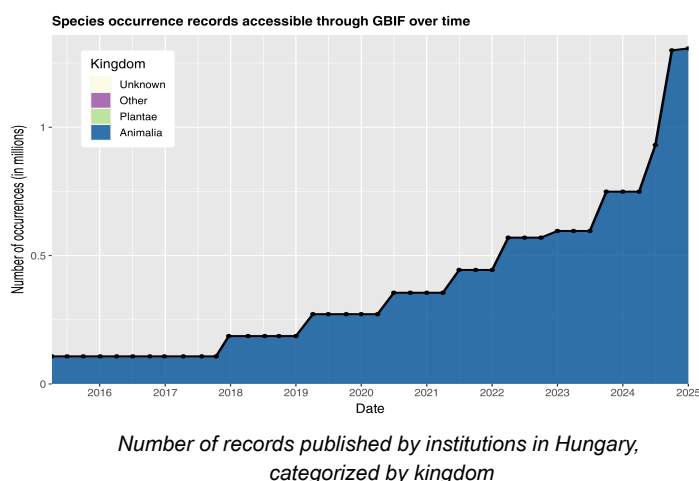 Species occurrence records accessible through GBIF over time
Kingdom
Unknown
Other
Plantae
Animalia
Number of occurrences (in millions)
1
0.5
0
2016 2017 2018 2019 2020 2021 2022 2023 2024 2025
Date
Number of records published by institutions in Hungary,
categorized by kingdom